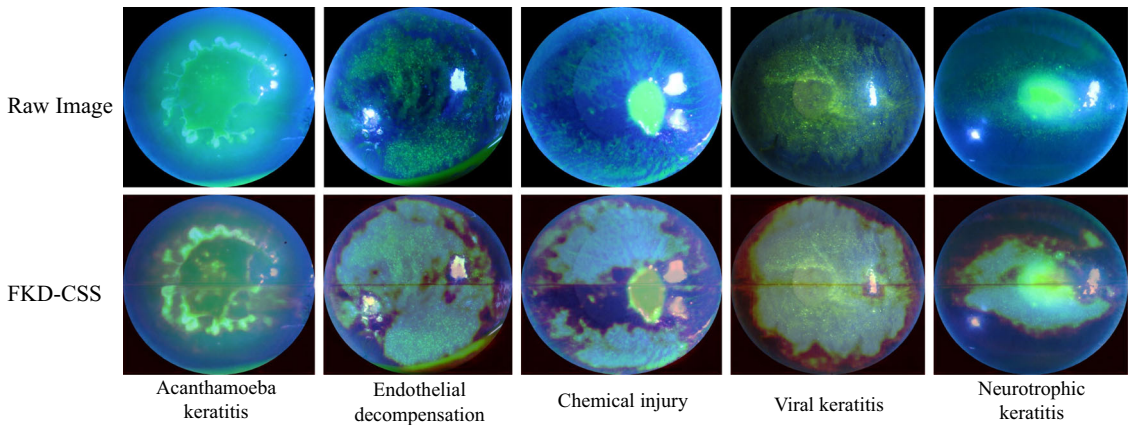 Raw Image
FKD-CSS
Acanthamoeba
keratitis
Endothelial
decompensation
Chemical injury
Viral keratitis
Neurotrophic
keratitis